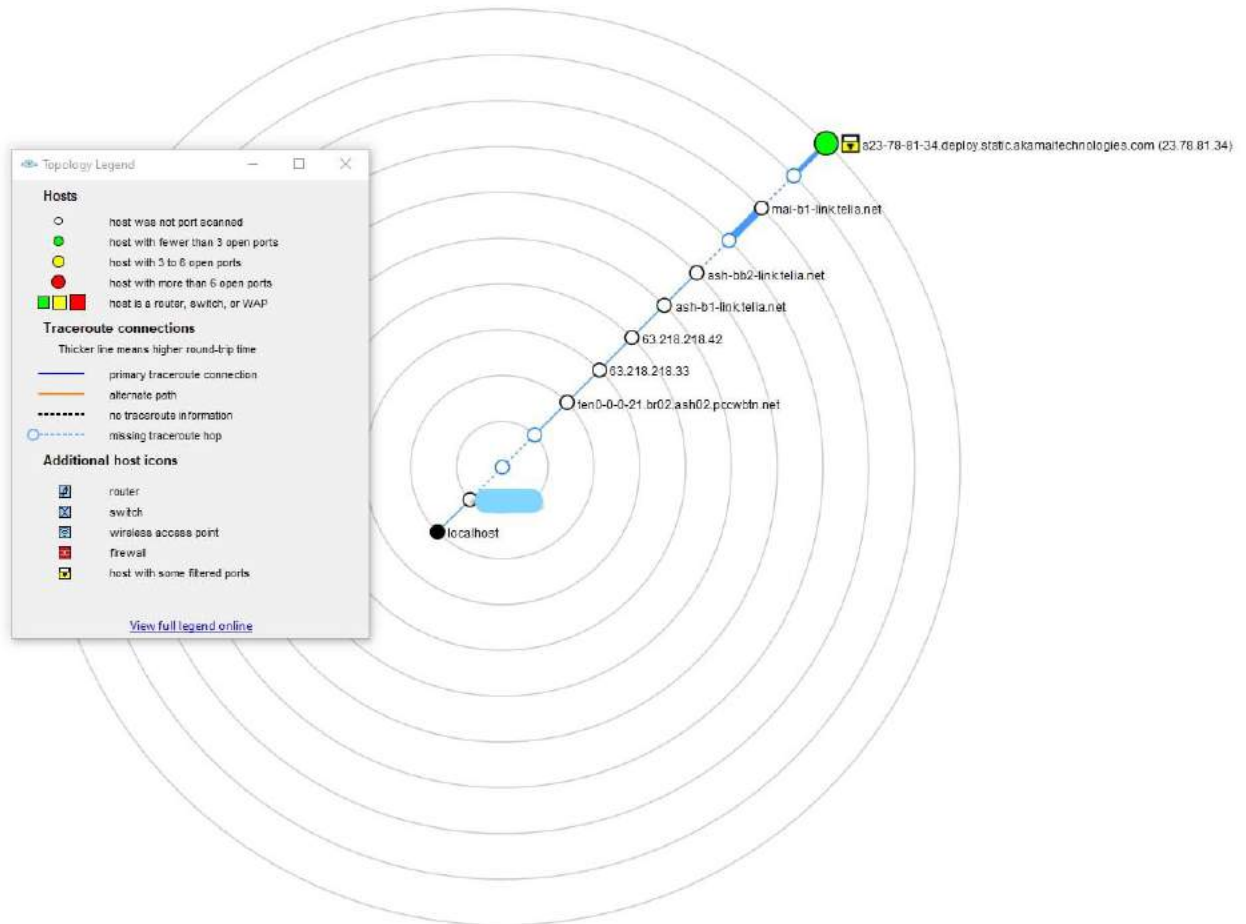 Topology Legend
Hosts
host was not port scanned
host with fewer than 3 open ports
host with 3 to 6 open ports
host with more than 6 open ports
host is a router, switch, or WAP
Traceroute connections
Thicker line means higher round-trip time
primary traceroute connection
alternate path
no traceroute information
missing traceroute hop
Additional host icons
router
switch
wireless access point
firewall
host with some filtered ports
View full legend online
a23-78-81-34.deploy.static.akamaitechnologies.com (23.78.81.34)
mai-b1-link.telia.net
ash-bb2-link.telia.net
ash-b1-link.telia.net
63.218.218.42
63.218.218.33
ten0-0-0-21.br02.ash02.pccwbtn.net
localhost